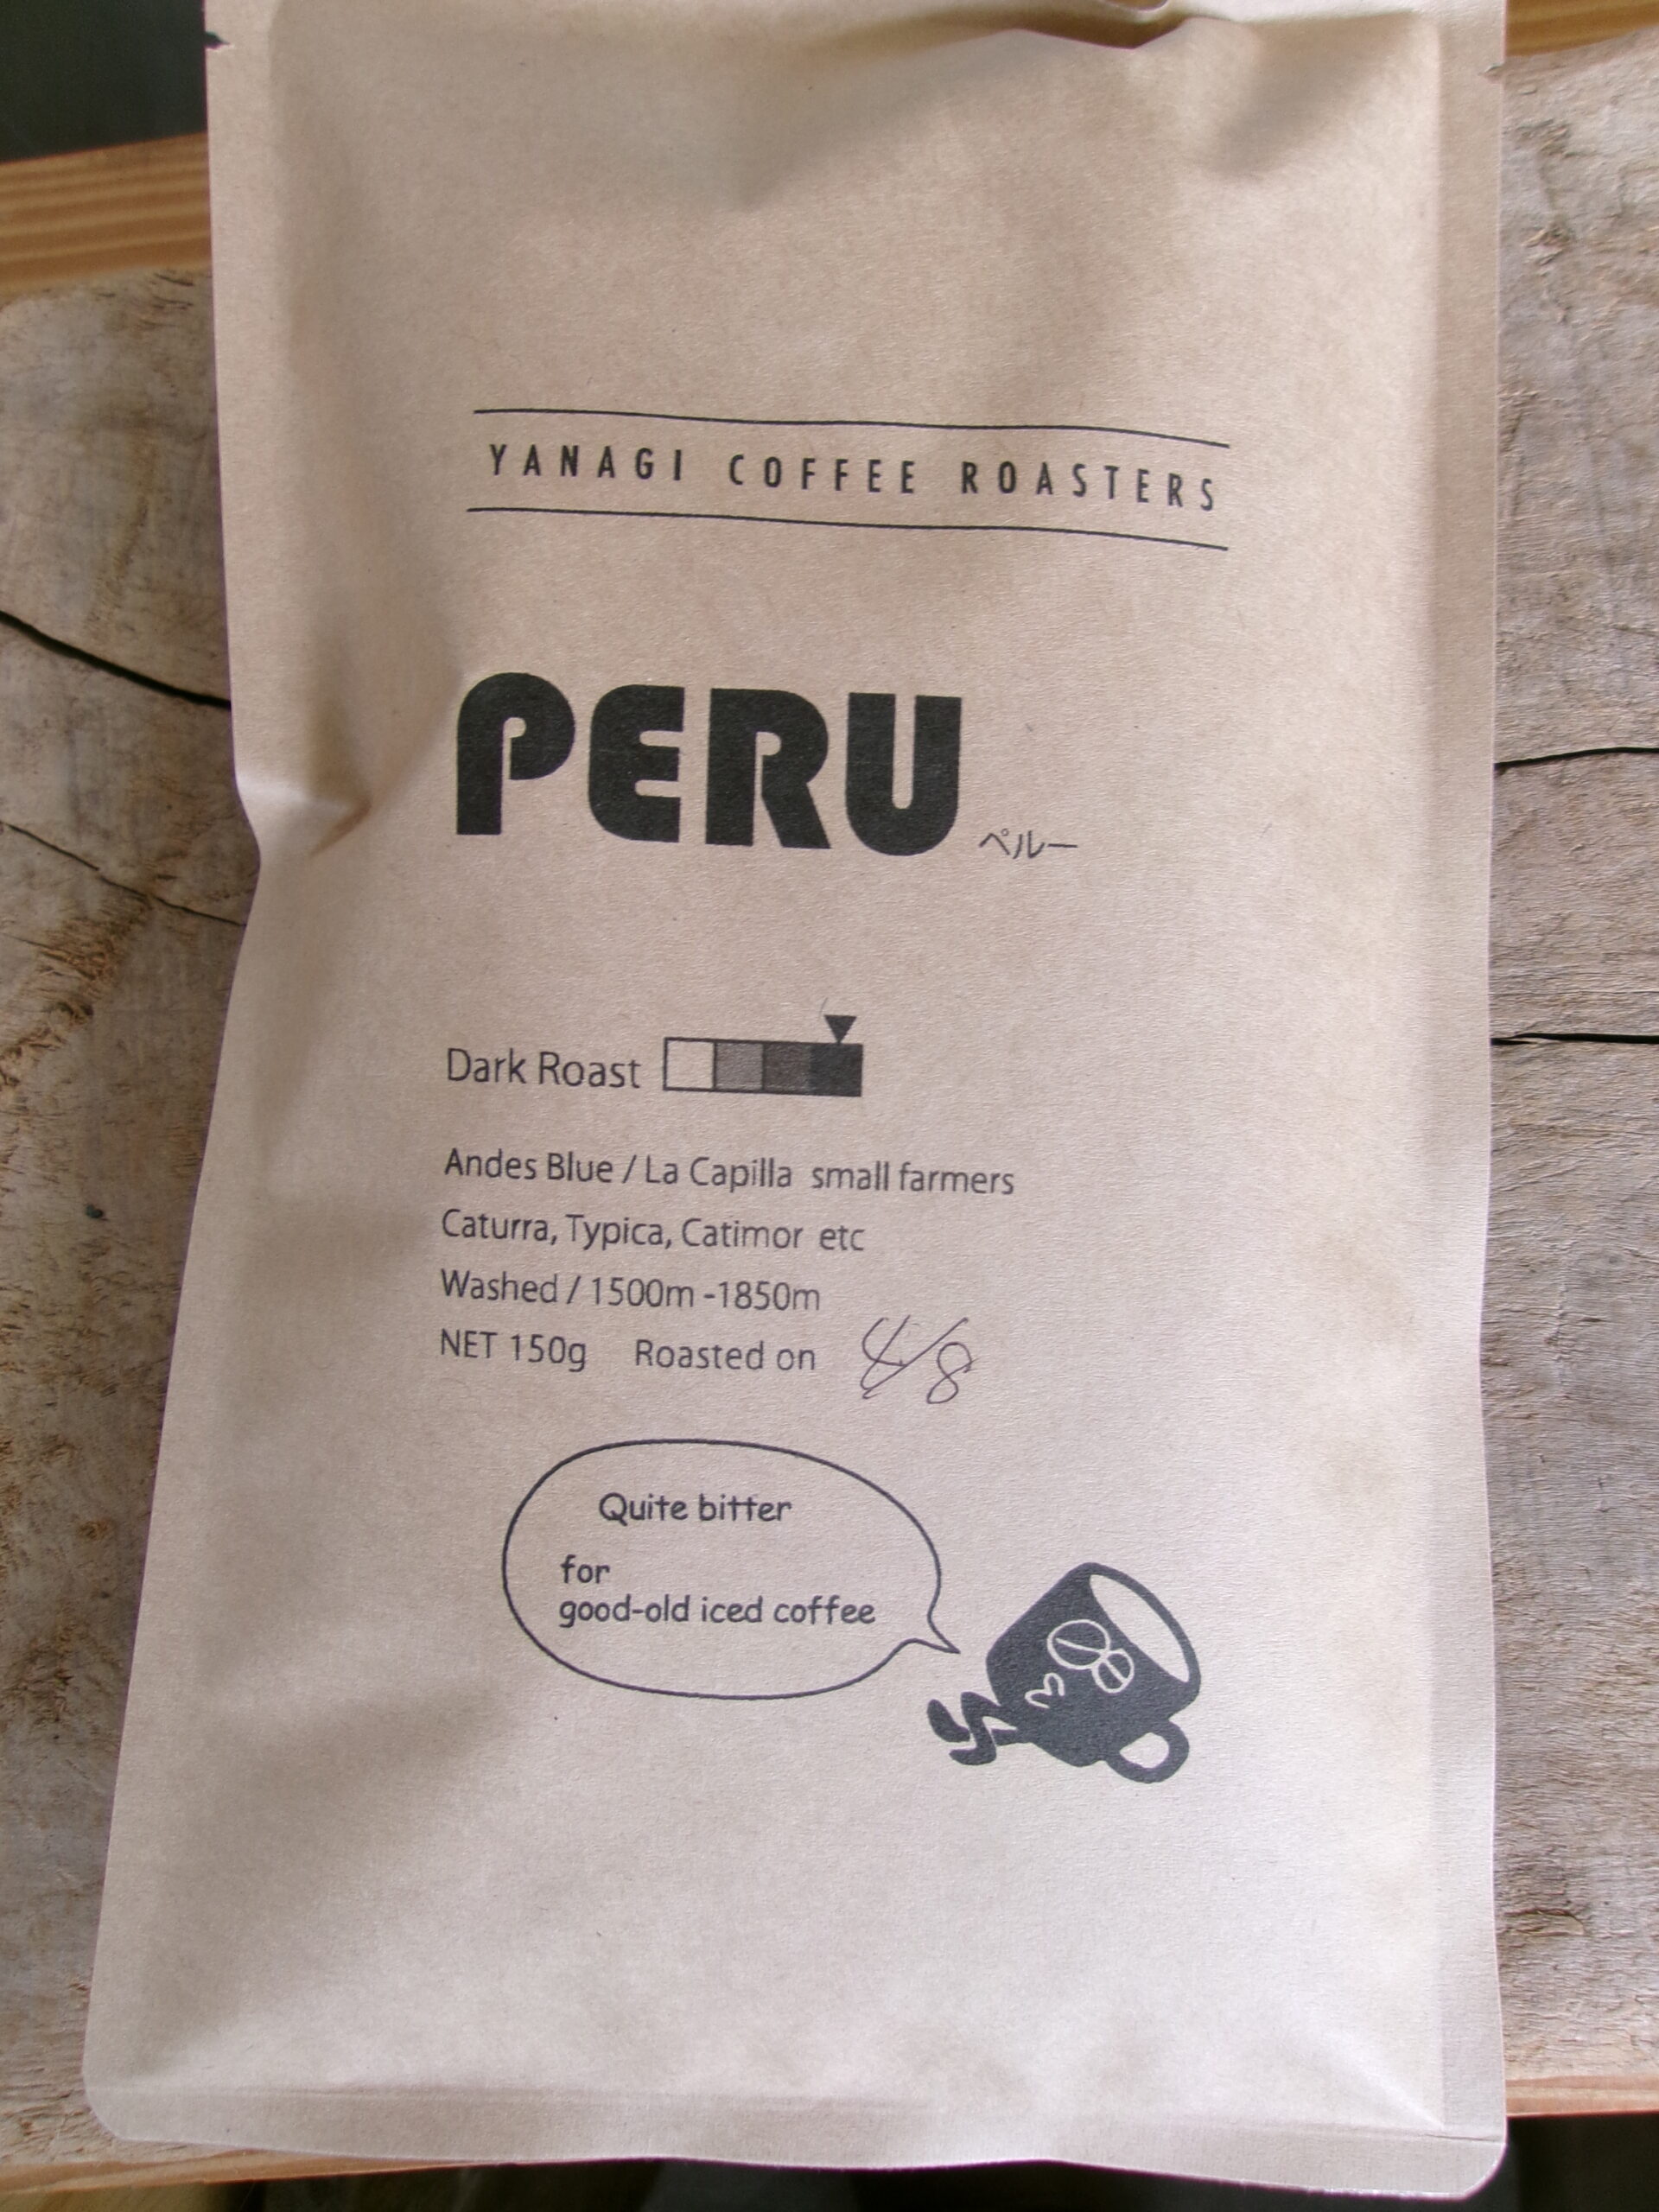 YANAGI COFFEE ROASTERS
PERU ペルー
Dark Roast
Andes Blue / La Capilla small farmers
Caturra, Typica, Catimor etc
Washed / 1500m -1850m
NET 150g Roasted on 4/8
Quite bitter
for
good-old iced coffee